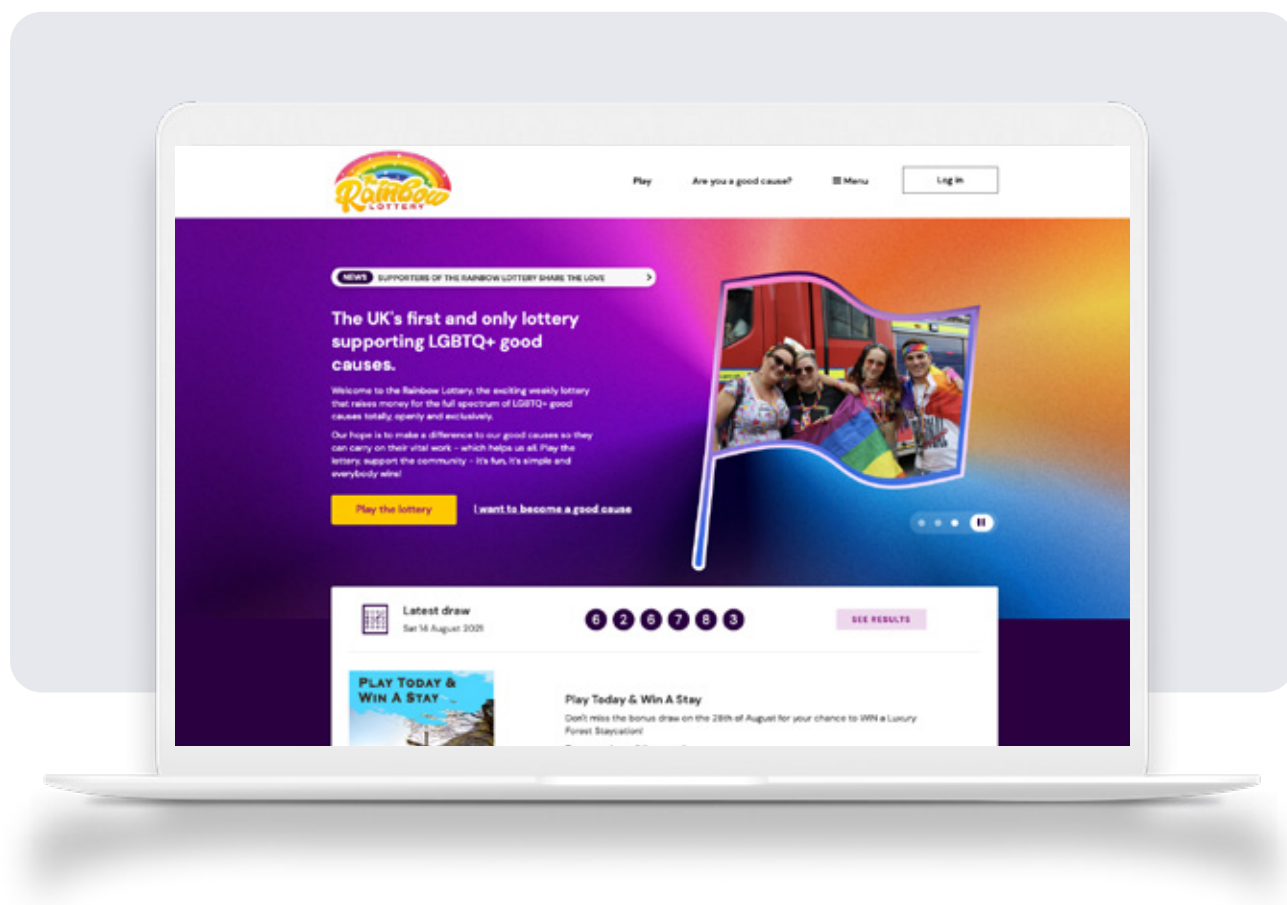 The
Rainbow
LOTTERY
Play
Are you a good cause?
Menu
Log in
NEWS SUPPORTERS OF THE RAINBOW LOTTERY SHARE THE LOVE
The UK's first and only lottery
supporting LGBTQ+ good
causes.
Welcome to the Rainbow Lottery, the exciting weekly lottery
that raises money for the full spectrum of LGBTQ+ good
causes totally, openly and exclusively.
Our hope is to make a difference to our good causes so they
can carry on their vital work - which helps us all. Play the
lottery, support the community - it's fun, it's simple and
everybody wins!
Play the lottery
I want to become a good cause
Latest draw
Sat 14 August 2021
6 2 6 7 8 3
SEE RESULTS
PLAY TODAY &
WIN A STAY
Play Today & Win A Stay
Don't miss the bonus draw on the 28th of August for your chance to WIN a Luxury
Forest Staycation!